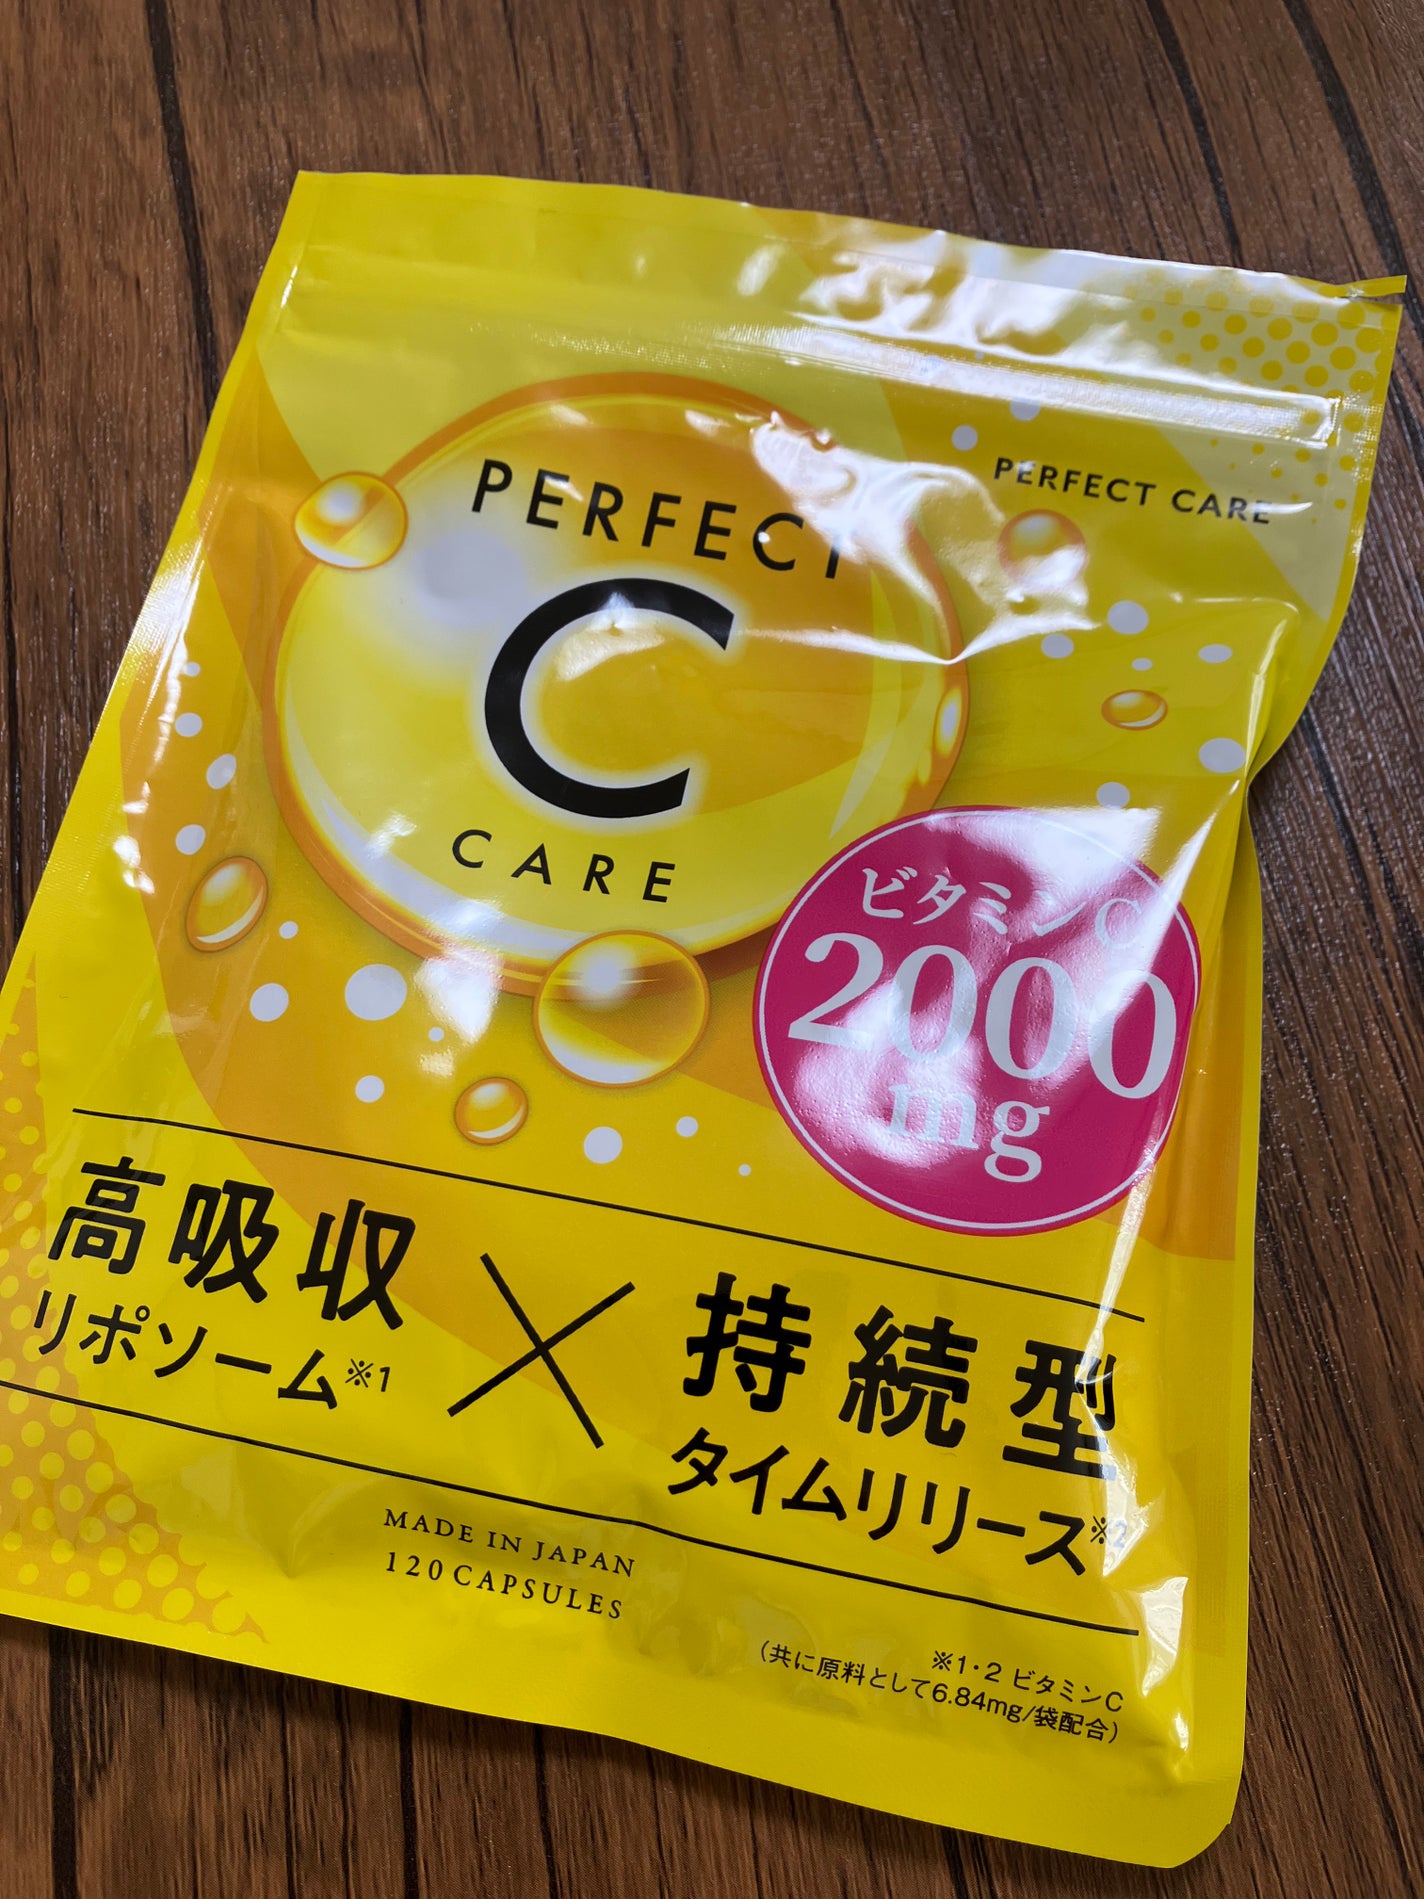 PERFECT CARE
PERFECT
C
CARE
ビタミンC
2000
mg
高吸収
リポソーム※1
×
持続型
タイムリリース※2
MADE IN JAPAN
120 CAPSULES
※1・2 ビタミンC
(共に原料として6.84mg/袋配合)